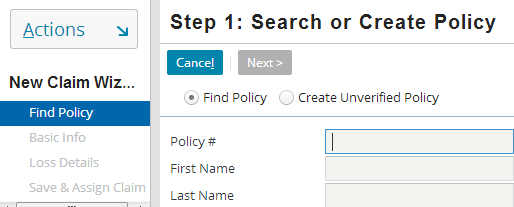 Actions
New Claim Wiz...
Find Policy
Basic Info
Loss Details
Save & Assign Claim
Step 1: Search or Create Policy
Cancel
Next >
Find Policy
Create Unverified Policy
Policy #
First Name
Last Name